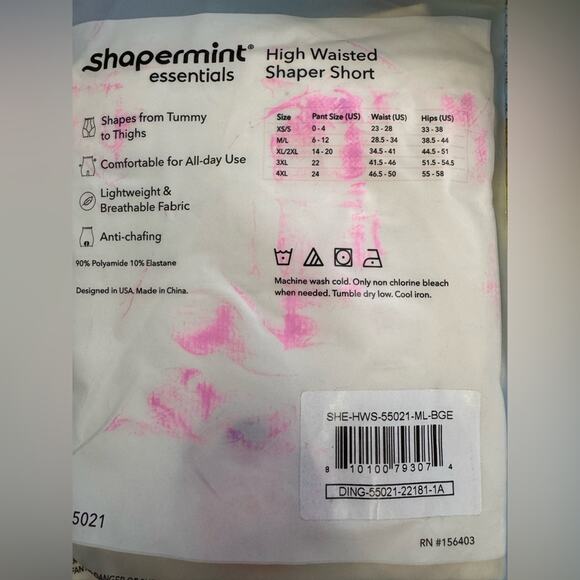 shapermint®
essentials
High Waisted
Shaper Short
Shapes from Tummy
to Thighs
Comfortable for All-day Use
Lightweight &
Breathable Fabric
Anti-chafing
90% Polyamide 10% Elastane
Designed in USA. Made in China.
Size Pant Size (US) Waist (US) Hips (US)
XS/S 0 - 4 23 - 28 33 - 38
M/L 6 - 12 28.5 - 34 38.5 - 44
XL/2XL 14 - 20 34.5 - 41 44.5 - 51
3XL 22 41.5 - 46 51.5 - 54.5
4XL 24 46.5 - 50 55 - 58
Machine wash cold. Only non chlorine bleach
when needed. Tumble dry low. Cool iron.
SHE-HWS-55021-ML-BGE
8 10100 79307 4
DING-55021-22181-1A
5021
RN #156403